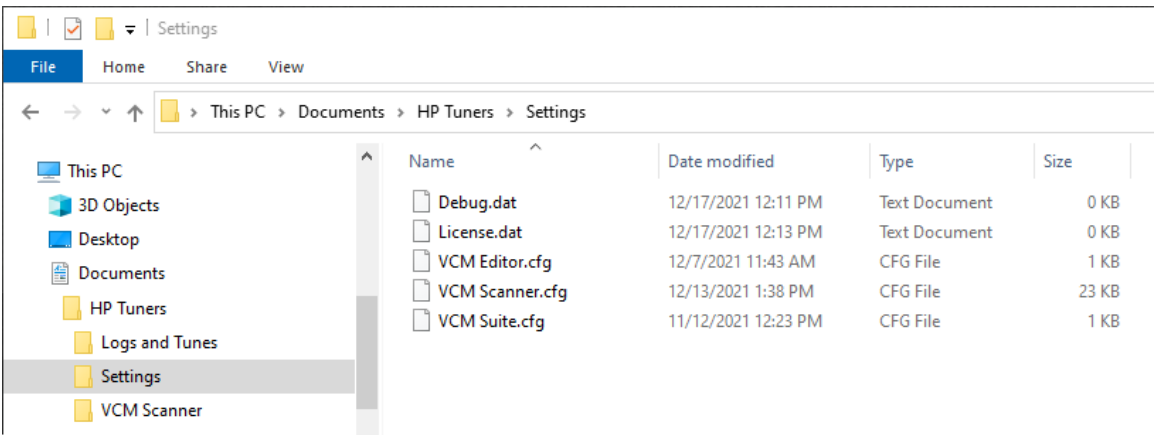 Settings
File Home Share View
This PC > Documents > HP Tuners > Settings
This PC
3D Objects
Desktop
Documents
HP Tuners
Logs and Tunes
Settings
VCM Scanner
Name Date modified Type Size
Debug.dat 12/17/2021 12:11 PM Text Document 0 KB
License.dat 12/17/2021 12:13 PM Text Document 0 KB
VCM Editor.cfg 12/7/2021 11:43 AM CFG File 1 KB
VCM Scanner.cfg 12/13/2021 1:38 PM CFG File 23 KB
VCM Suite.cfg 11/12/2021 12:23 PM CFG File 1 KB